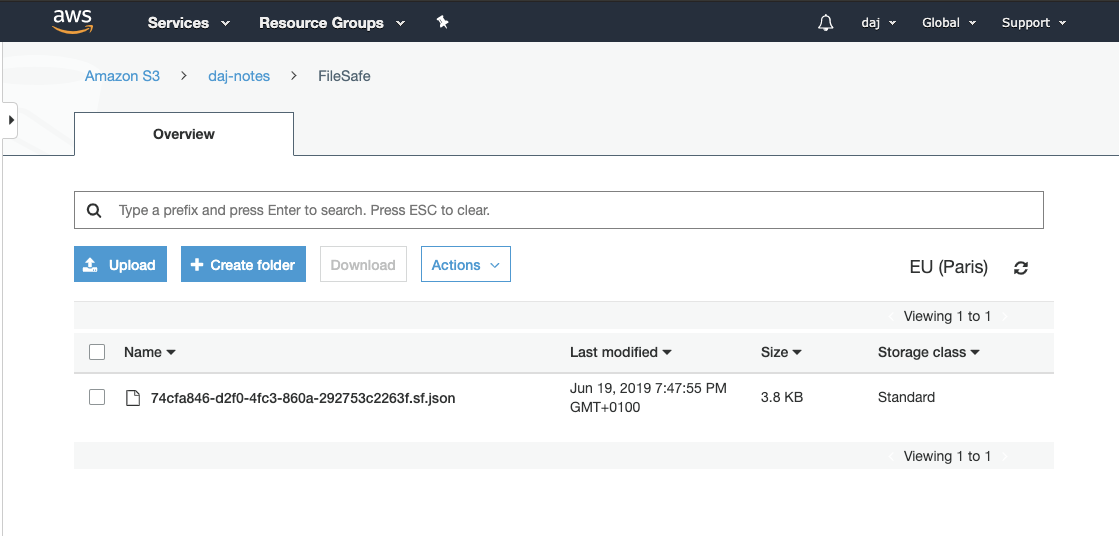 aws Services Resource Groups daj Global Support
Amazon S3 > daj-notes > FileSafe
Overview
Type a prefix and press Enter to search. Press ESC to clear.
Upload Create folder Download Actions EU (Paris)
Viewing 1 to 1
Name Last modified Size Storage class
74cfa846-d2f0-4fc3-860a-292753c2263f.sf.json Jun 19, 2019 7:47:55 PM GMT+0100 3.8 KB Standard
Viewing 1 to 1